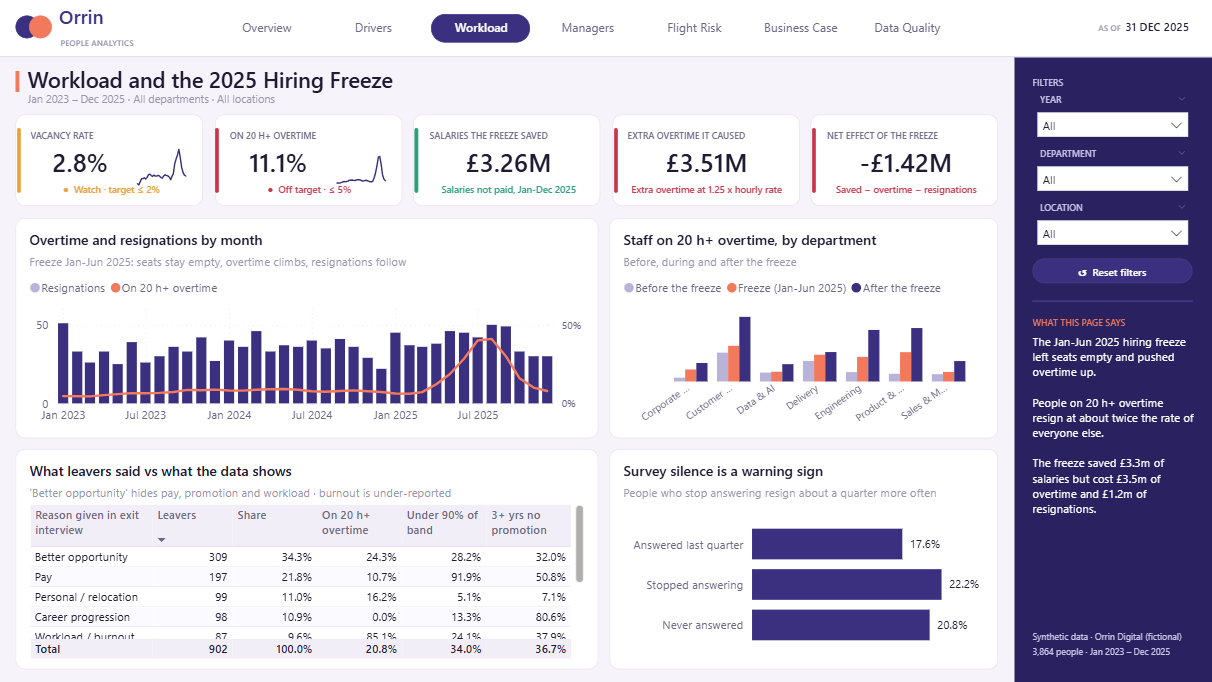 Orrin
PEOPLE ANALYTICS
Overview
Drivers
Workload
Managers
Flight Risk
Business Case
Data Quality
AS OF 31 DEC 2025
Workload and the 2025 Hiring Freeze
Jan 2023 – Dec 2025 · All departments · All locations
VACANCY RATE
2.8%
● Watch · target ≤ 2%
ON 20 H+ OVERTIME
11.1%
● Off target · ≤ 5%
SALARIES THE FREEZE SAVED
£3.26M
Salaries not paid, Jan-Dec 2025
EXTRA OVERTIME IT CAUSED
£3.51M
Extra overtime at 1.25 x hourly rate
NET EFFECT OF THE FREEZE
-£1.42M
Saved − overtime − resignations
Overtime and resignations by month
Freeze Jan-Jun 2025: seats stay empty, overtime climbs, resignations follow
Resignations On 20 h+ overtime
50 50%
0 0%
Jan 2023 Jul 2023 Jan 2024 Jul 2024 Jan 2025 Jul 2025
Staff on 20 h+ overtime, by department
Before, during and after the freeze
Before the freeze Freeze (Jan-Jun 2025) After the freeze
Corporate ... Customer ... Data & AI Delivery Engineering Product & ... Sales & M...
What leavers said vs what the data shows
'Better opportunity' hides pay, promotion and workload · burnout is under-reported
Reason given in exit interview Leavers Share On 20 h+ overtime Under 90% of band 3+ yrs no promotion
Better opportunity 309 34.3% 24.3% 28.2% 32.0%
Pay 197 21.8% 10.7% 91.9% 50.8%
Personal / relocation 99 11.0% 16.2% 5.1% 7.1%
Career progression 98 10.9% 0.0% 13.3% 80.6%
Workload / burnout 87 9.6% 85.1% 24.1% 37.9%
Total 902 100.0% 20.8% 34.0% 36.7%
Survey silence is a warning sign
People who stop answering resign about a quarter more often
Answered last quarter 17.6%
Stopped answering 22.2%
Never answered 20.8%
FILTERS
YEAR
All
DEPARTMENT
All
LOCATION
All
↺ Reset filters
WHAT THIS PAGE SAYS
The Jan-Jun 2025 hiring freeze
left seats empty and pushed
overtime up.
People on 20 h+ overtime
resign at about twice the rate of
everyone else.
The freeze saved £3.3m of
salaries but cost £3.5m of
overtime and £1.2m of
resignations.
Synthetic data · Orrin Digital (fictional)
3,864 people · Jan 2023 – Dec 2025